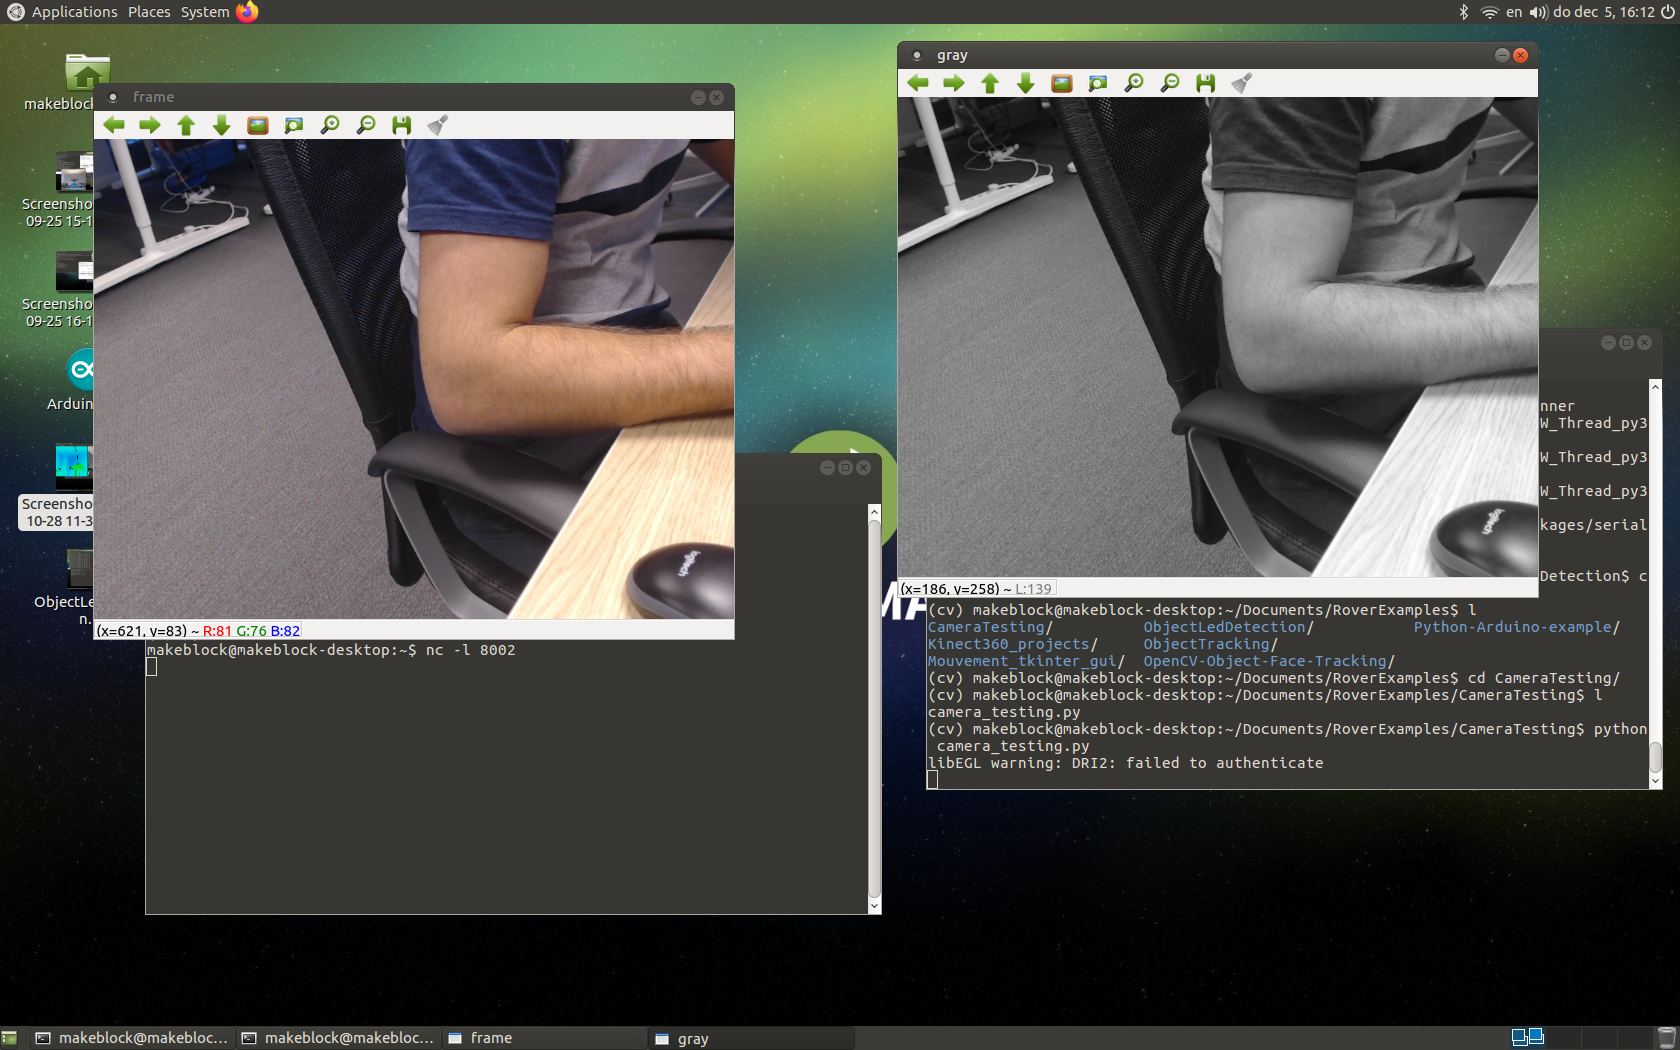 Applications Places System
en do dec 5, 16:12
makeblock
Screensho
09-25 15-1
Screensho
09-25 16-1
Arduin
Screensho
10-28 11-3
ObjectLe
n.
frame
logitech
(x=621, y=83) ~ R:81 G:76 B:82
makeblock@makeblock-desktop:~$ nc -l 8002
gray
logitech
(x=186, y=258) ~ L:139
MA
nner
W_Thread_py3
W_Thread_py3
W_Thread_py3
kages/serial
Detection$ c
(cv) makeblock@makeblock-desktop:~/Documents/RoverExamples$ l
CameraTesting/ ObjectLedDetection/ Python-Arduino-example/
Kinect360_projects/ ObjectTracking/
Mouvement_tkinter_gui/ OpenCV-Object-Face-Tracking/
(cv) makeblock@makeblock-desktop:~/Documents/RoverExamples$ cd CameraTesting/
(cv) makeblock@makeblock-desktop:~/Documents/RoverExamples/CameraTesting$ l
camera_testing.py
(cv) makeblock@makeblock-desktop:~/Documents/RoverExamples/CameraTesting$ python
camera_testing.py
libEGL warning: DRI2: failed to authenticate
makeblock@makebloc... makeblock@makebloc... frame gray